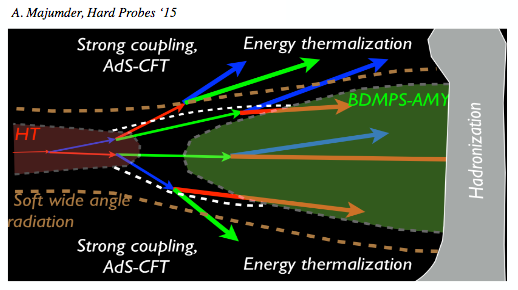 A. Majumder, Hard Probes ‘15
Strong coupling,
AdS-CFT
Energy thermalization
BDMPS-AMY
HT
Hadronization
Soft wide angle
radiation
Strong coupling,
AdS-CFT
Energy thermalization